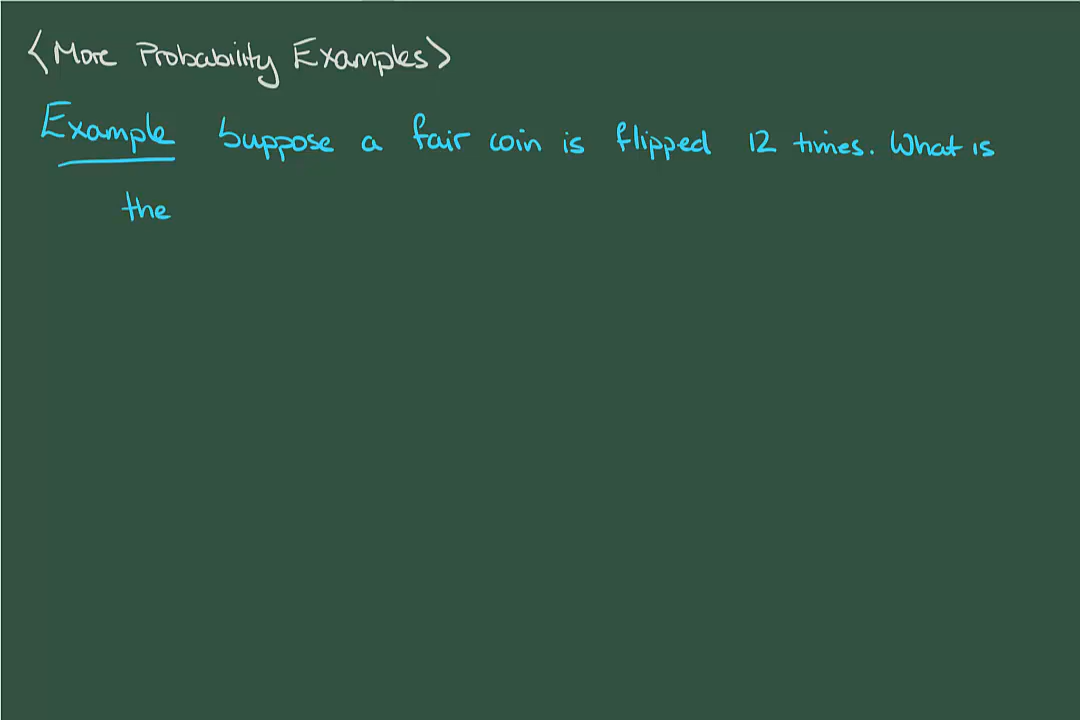 <More Probability Examples>
Example Suppose a fair coin is flipped 12 times. What is
the